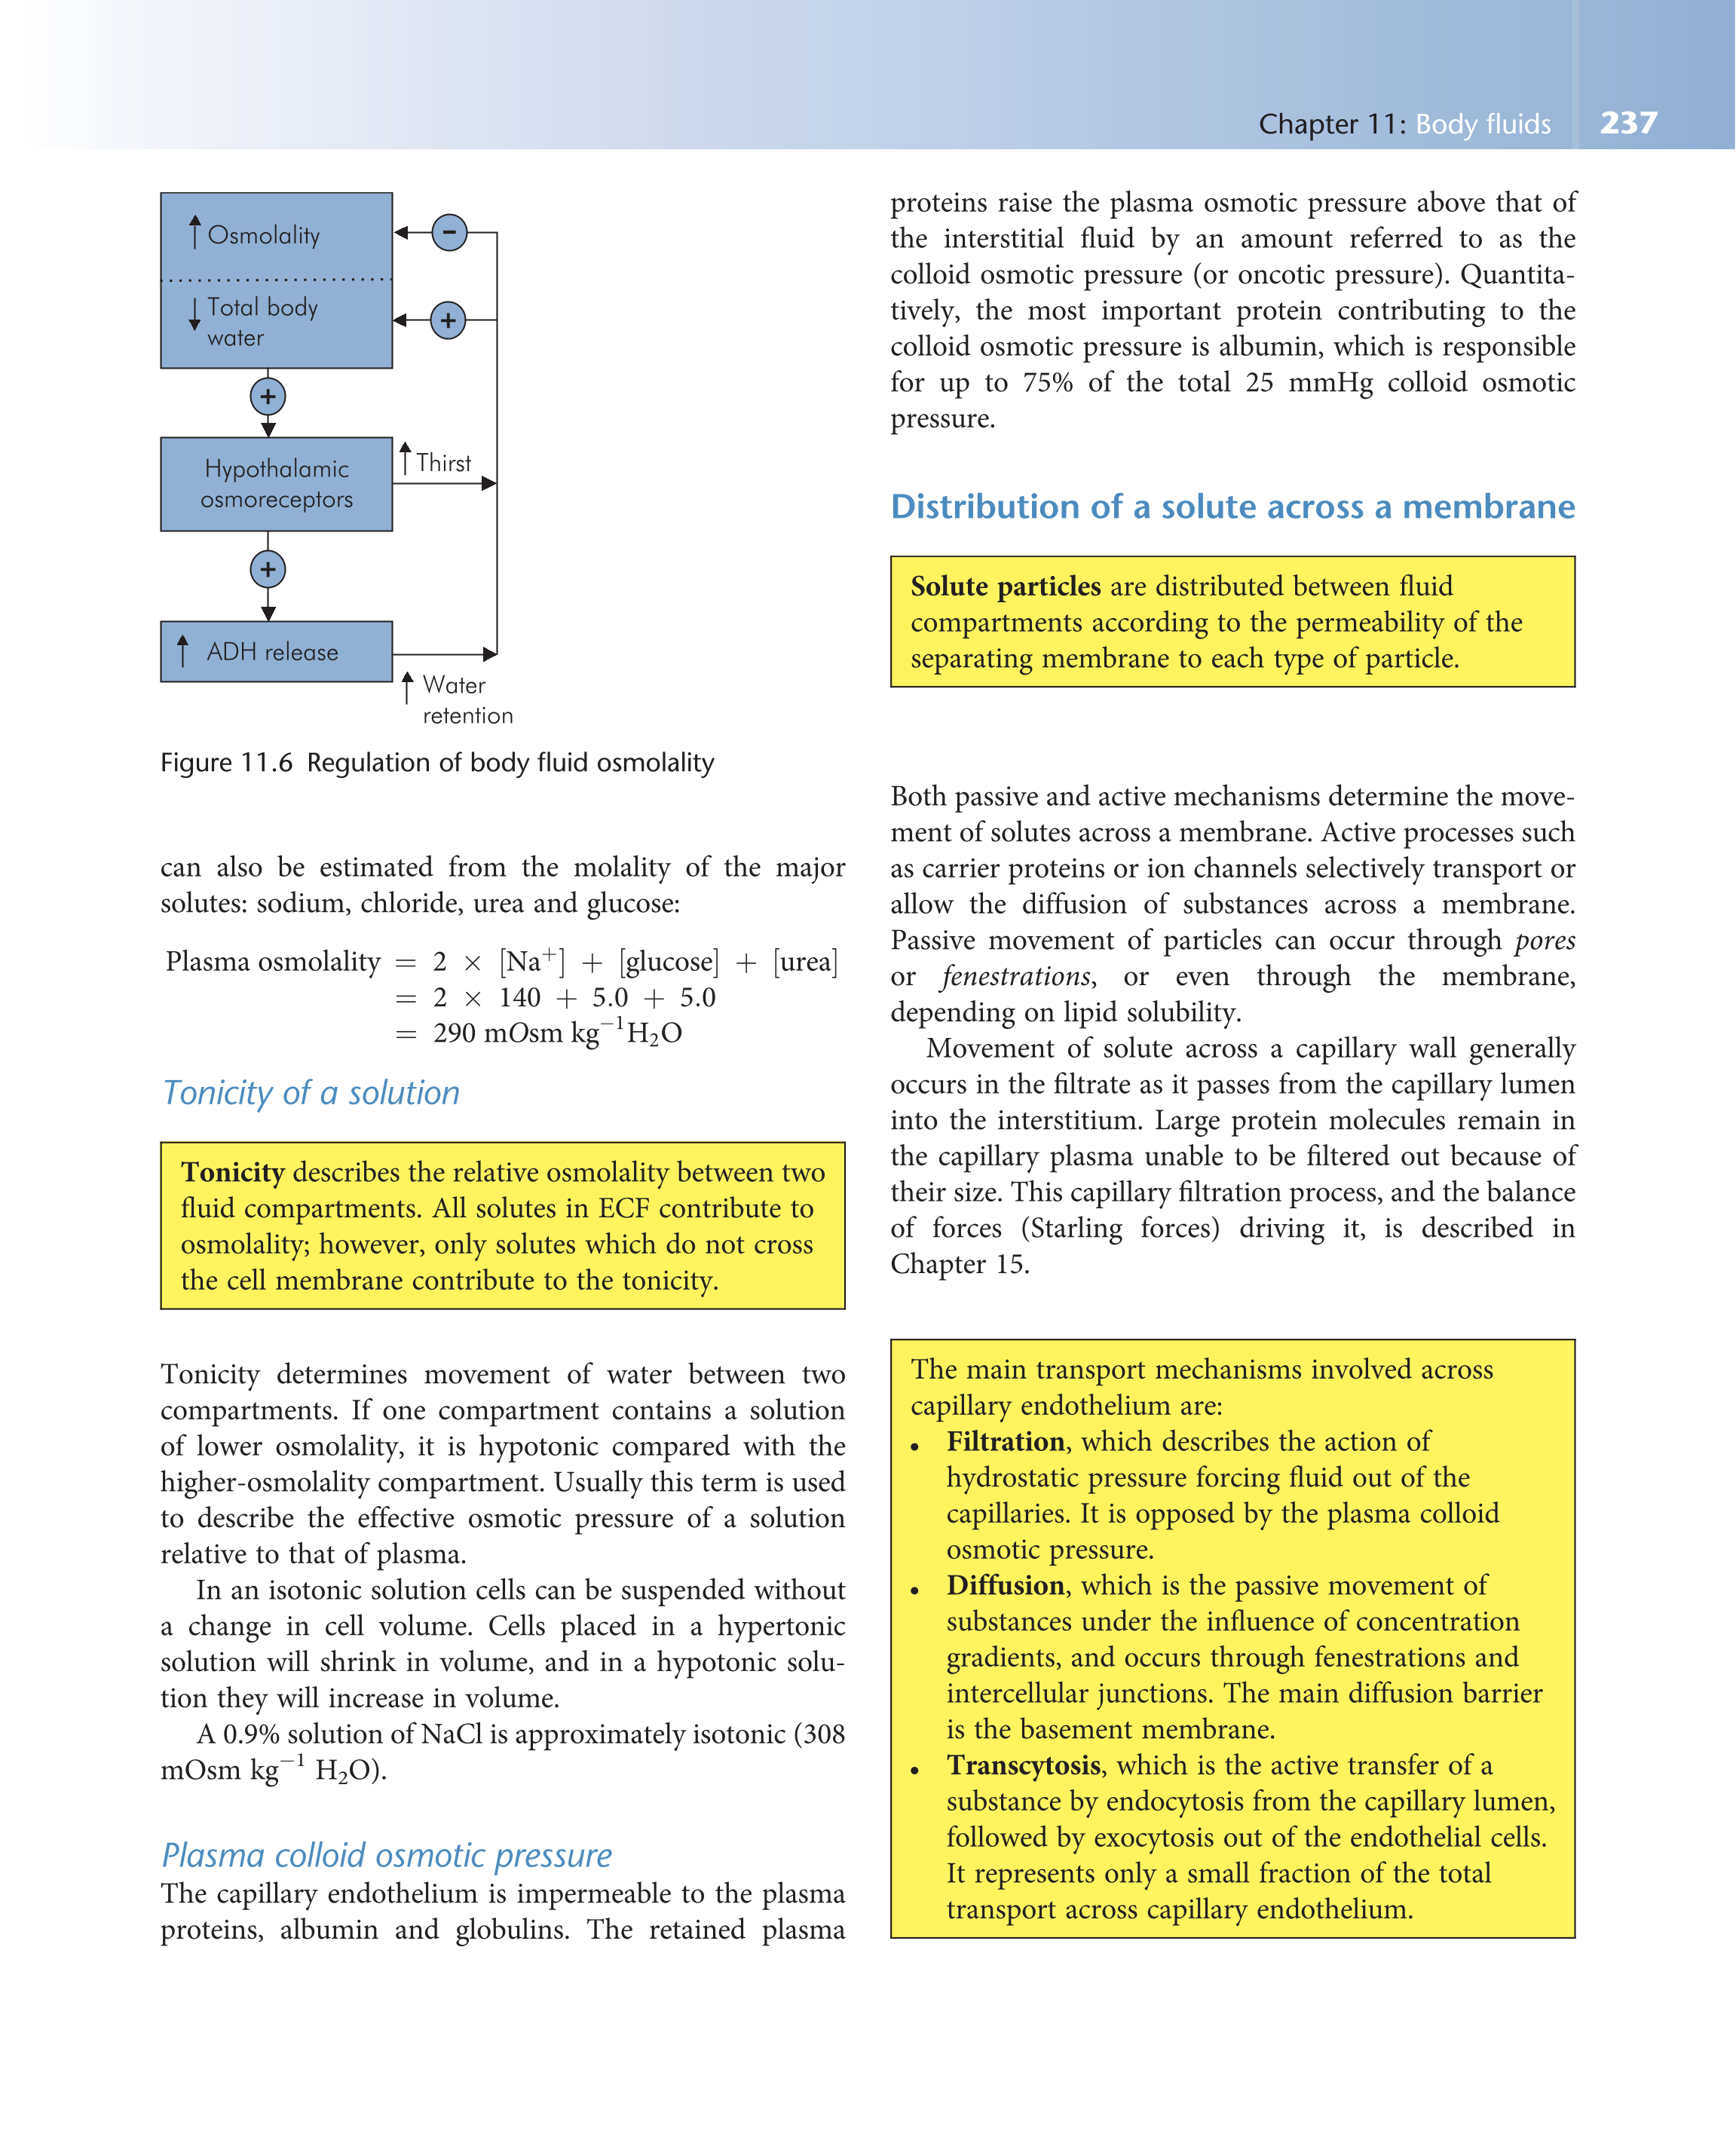 Chapter 11: Body fluids 237
↑ Osmolality
−
↓ Total body
water
+
+
Hypothalamic
osmoreceptors
↑ Thirst
+
↑ ADH release
↑ Water
retention
Figure 11.6 Regulation of body fluid osmolality
can also be estimated from the molality of the major
solutes: sodium, chloride, urea and glucose:
Plasma osmolality = 2 × [Na⁺] + [glucose] + [urea]
= 2 × 140 + 5.0 + 5.0
= 290 mOsm kg⁻¹H₂O
Tonicity of a solution
Tonicity describes the relative osmolality between two
fluid compartments. All solutes in ECF contribute to
osmolality; however, only solutes which do not cross
the cell membrane contribute to the tonicity.
Tonicity determines movement of water between two
compartments. If one compartment contains a solution
of lower osmolality, it is hypotonic compared with the
higher-osmolality compartment. Usually this term is used
to describe the effective osmotic pressure of a solution
relative to that of plasma.
In an isotonic solution cells can be suspended without
a change in cell volume. Cells placed in a hypertonic
solution will shrink in volume, and in a hypotonic solu-
tion they will increase in volume.
A 0.9% solution of NaCl is approximately isotonic (308
mOsm kg⁻¹ H₂O).
Plasma colloid osmotic pressure
The capillary endothelium is impermeable to the plasma
proteins, albumin and globulins. The retained plasma
proteins raise the plasma osmotic pressure above that of
the interstitial fluid by an amount referred to as the
colloid osmotic pressure (or oncotic pressure). Quantita-
tively, the most important protein contributing to the
colloid osmotic pressure is albumin, which is responsible
for up to 75% of the total 25 mmHg colloid osmotic
pressure.
Distribution of a solute across a membrane
Solute particles are distributed between fluid
compartments according to the permeability of the
separating membrane to each type of particle.
Both passive and active mechanisms determine the move-
ment of solutes across a membrane. Active processes such
as carrier proteins or ion channels selectively transport or
allow the diffusion of substances across a membrane.
Passive movement of particles can occur through pores
or fenestrations, or even through the membrane,
depending on lipid solubility.
Movement of solute across a capillary wall generally
occurs in the filtrate as it passes from the capillary lumen
into the interstitium. Large protein molecules remain in
the capillary plasma unable to be filtered out because of
their size. This capillary filtration process, and the balance
of forces (Starling forces) driving it, is described in
Chapter 15.
The main transport mechanisms involved across
capillary endothelium are:
• Filtration, which describes the action of
hydrostatic pressure forcing fluid out of the
capillaries. It is opposed by the plasma colloid
osmotic pressure.
• Diffusion, which is the passive movement of
substances under the influence of concentration
gradients, and occurs through fenestrations and
intercellular junctions. The main diffusion barrier
is the basement membrane.
• Transcytosis, which is the active transfer of a
substance by endocytosis from the capillary lumen,
followed by exocytosis out of the endothelial cells.
It represents only a small fraction of the total
transport across capillary endothelium.